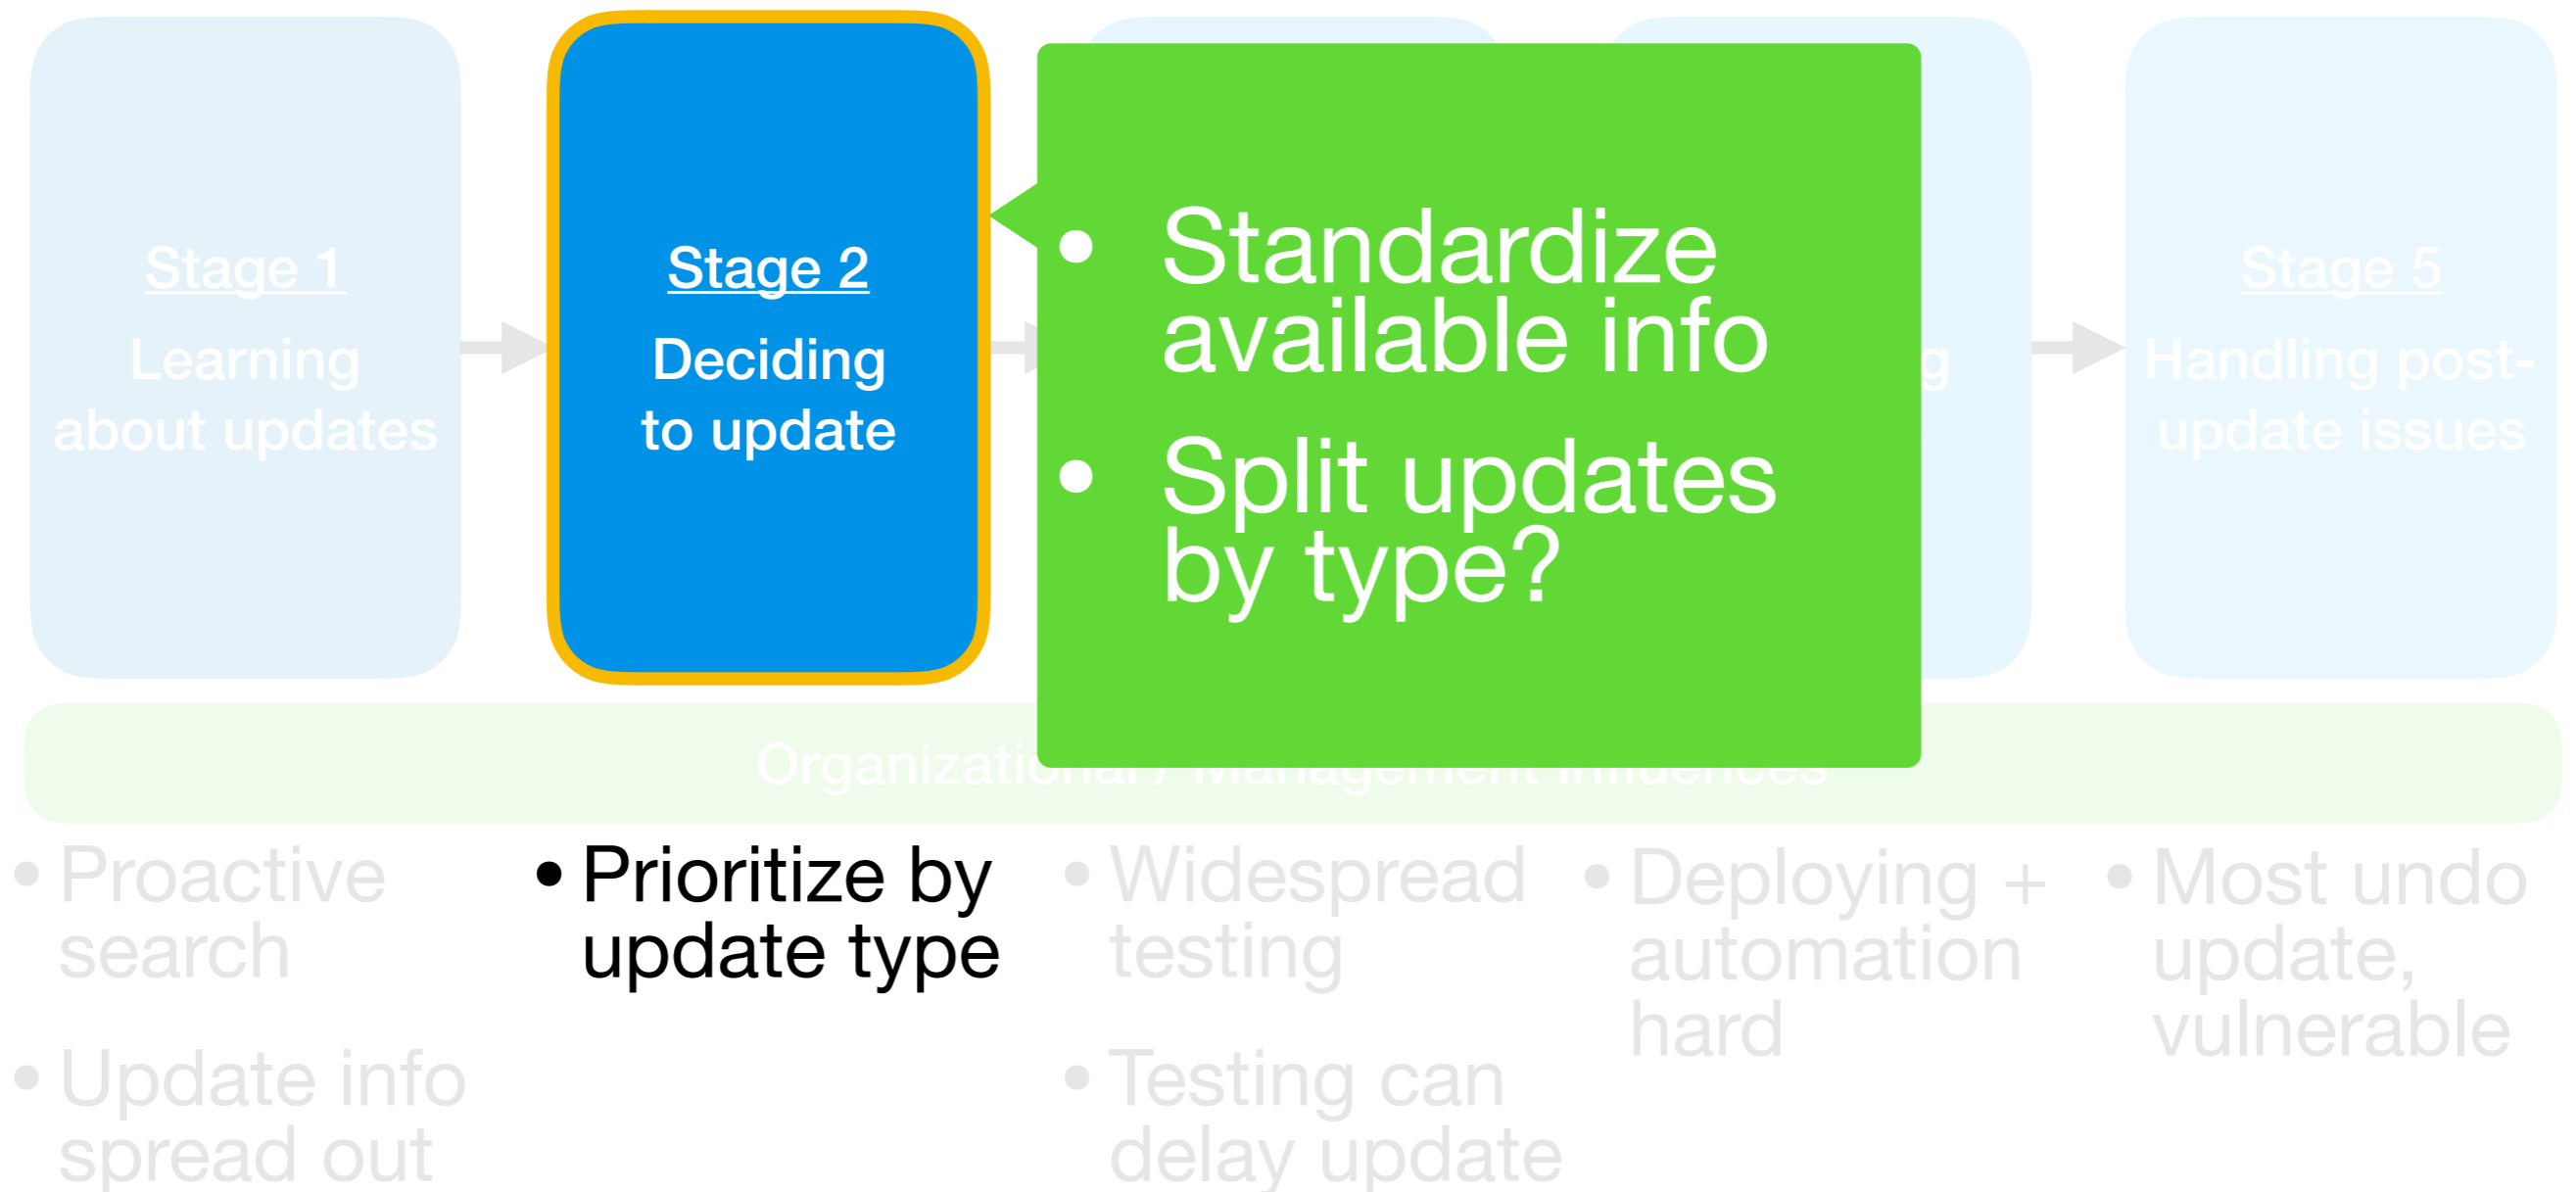 Stage 1
Learning
about updates
Stage 2
Deciding
to update
• Standardize
available info
• Split updates
by type?
g
Stage 5
Handling post-
update issues
Organizational / Management Influences
• Proactive
search
• Update info
spread out
• Prioritize by
update type
• Widespread
testing
• Testing can
delay update
• Deploying +
automation
hard
• Most undo
update,
vulnerable